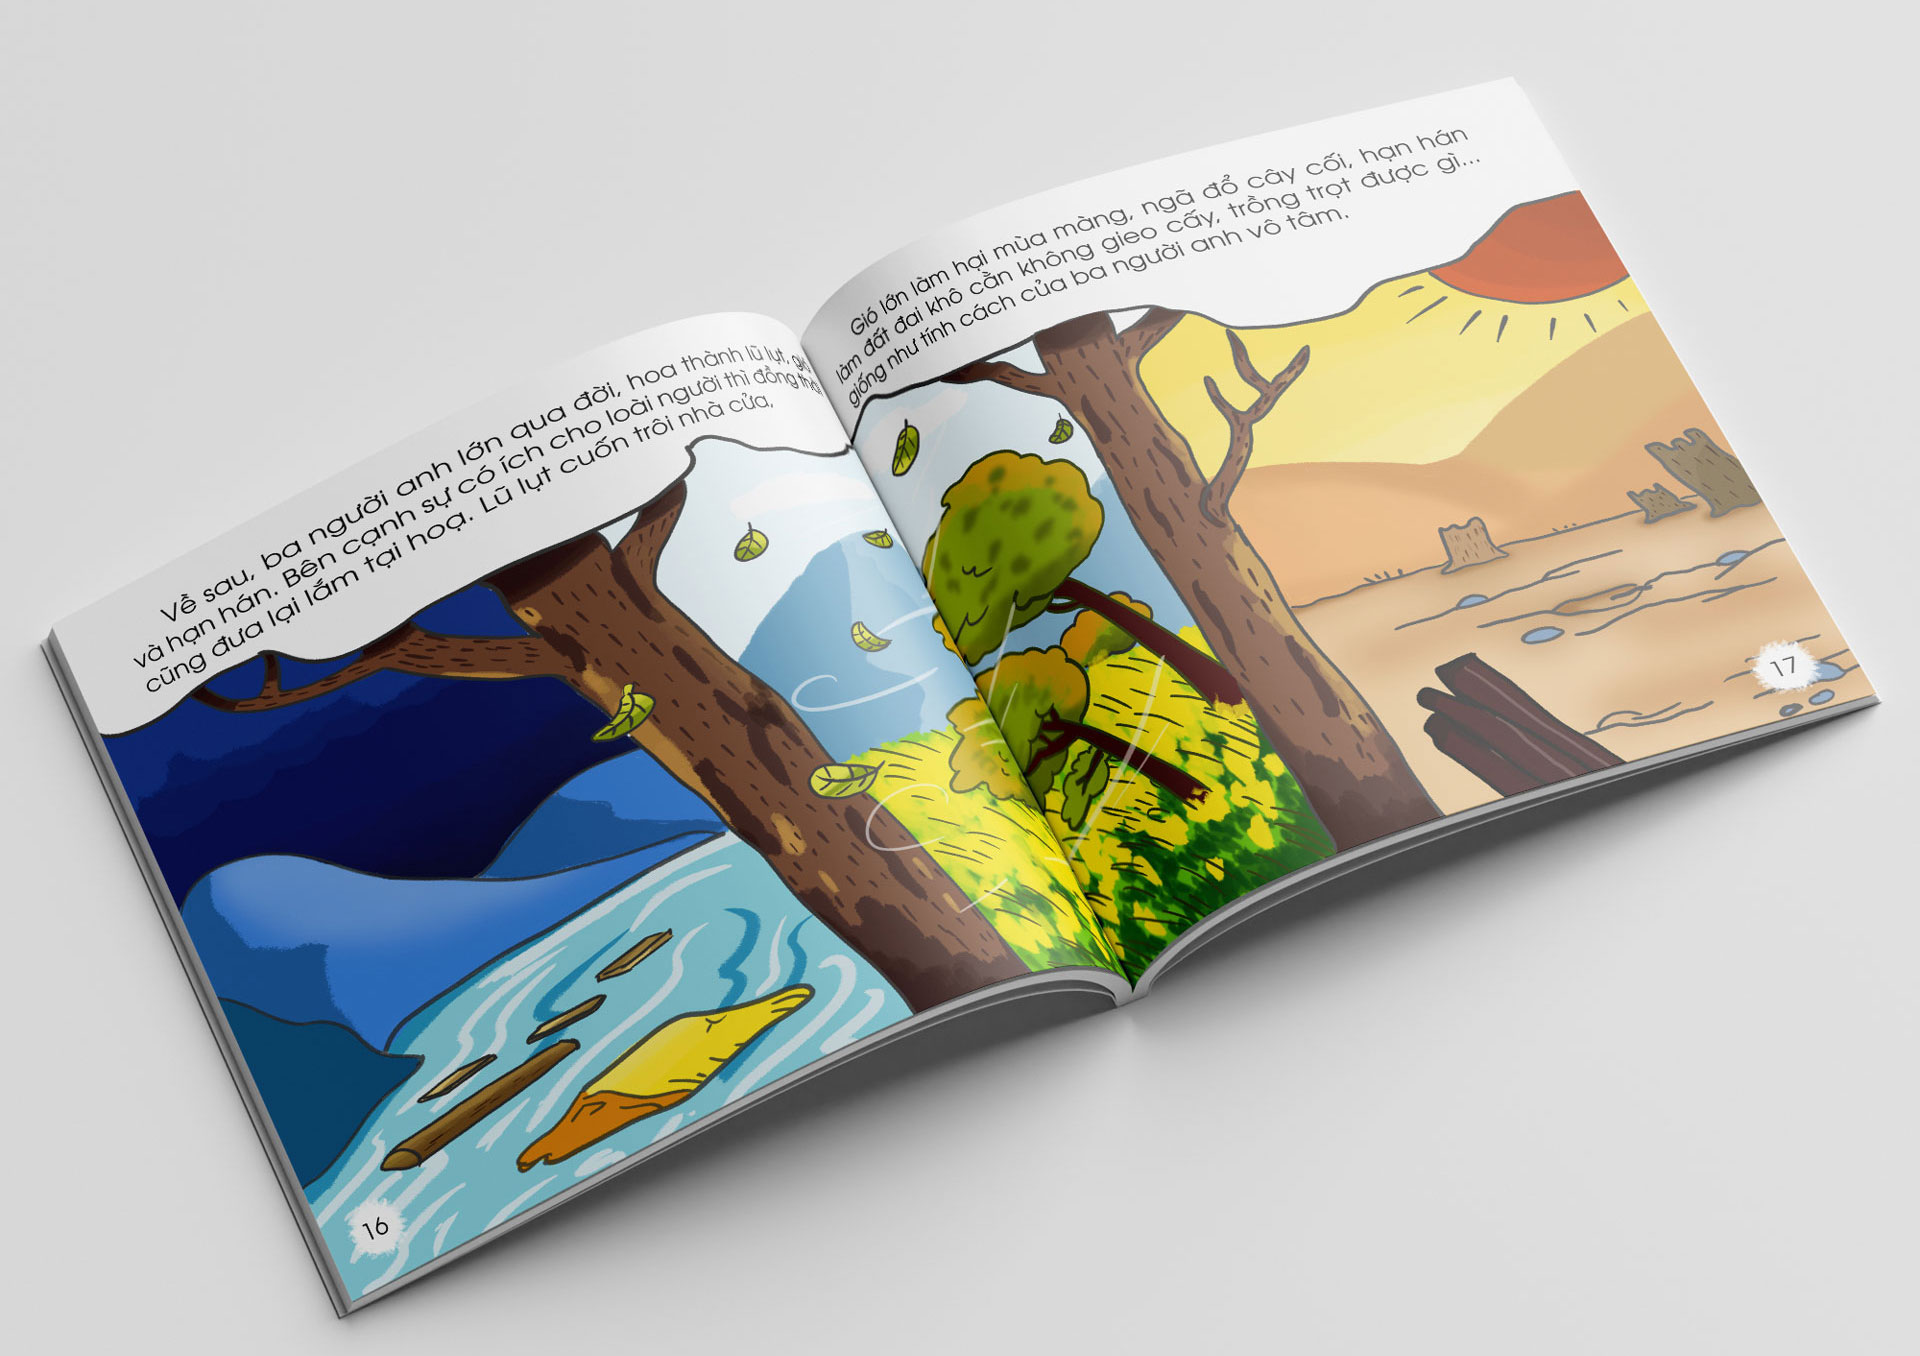 Về sau, ba người anh lớn qua đời, hoa thành lũ lụt, gió
và hạn hán. Bên cạnh sự có ích cho loài người thì đồng thời
cũng đưa lại lắm tại hoạ. Lũ lụt cuốn trôi nhà cửa,
16
Gió lớn làm hại mùa màng, ngã đổ cây cối, hạn hán
làm đất đai khô cằn không gieo cấy, trồng trọt được gì...
giống như tính cách của ba người anh vô tâm.
17